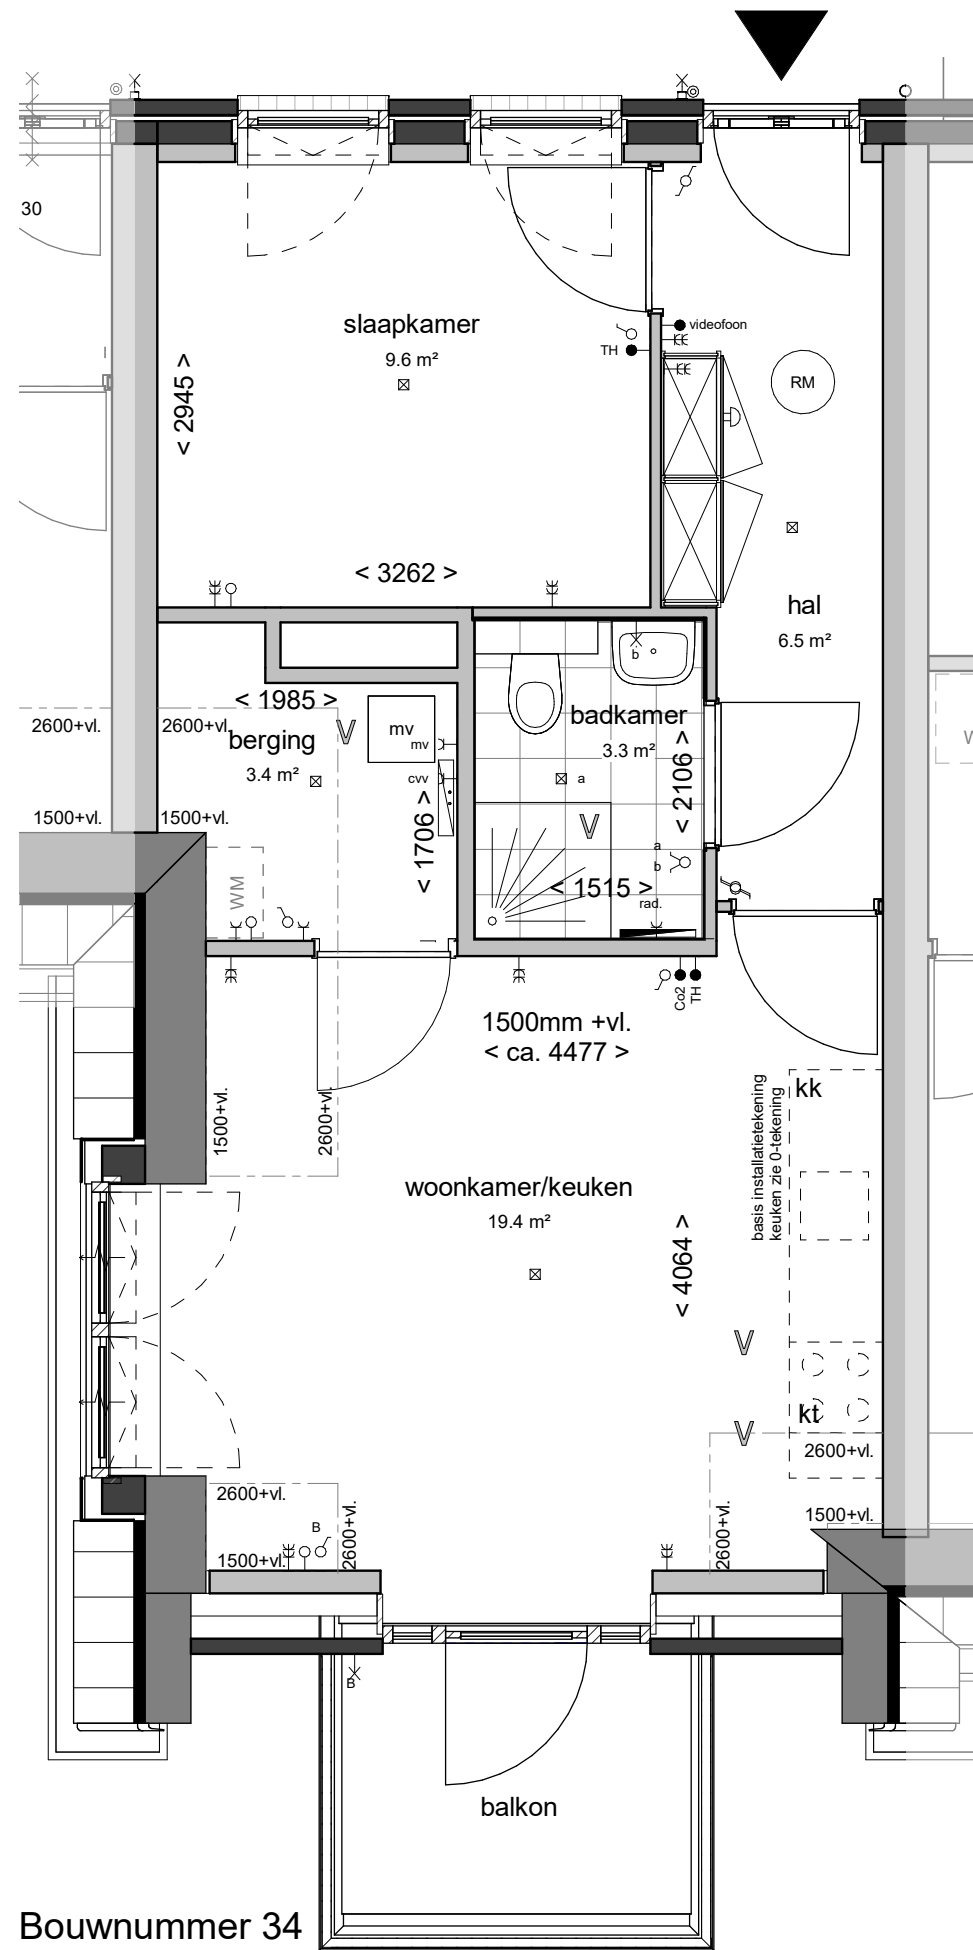 30
slaapkamer
9.6 m²
videofoon
TH
RM
< 2945 >
< 3262 >
hal
6.5 m²
b
< 1985 >
2600+vl.
2600+vl.
berging
3.4 m²
mv
mv
cvv
badkamer
3.3 m²
a
< 2106 >
1500+vl.
1500+vl.
< 1706 >
WM
a
b
< 1515 >
rad.
Co2
TH
1500mm +vl.
< ca. 4477 >
1500+vl.
2600+vl.
kk
basis installatietekening
keuken zie 0-tekening
woonkamer/keuken
19.4 m²
< 4064 >
kt
2600+vl.
1500+vl.
2600+vl.
2600+vl.
1500+vl.
2600+vl.
B
B
balkon
Bouwnummer 34